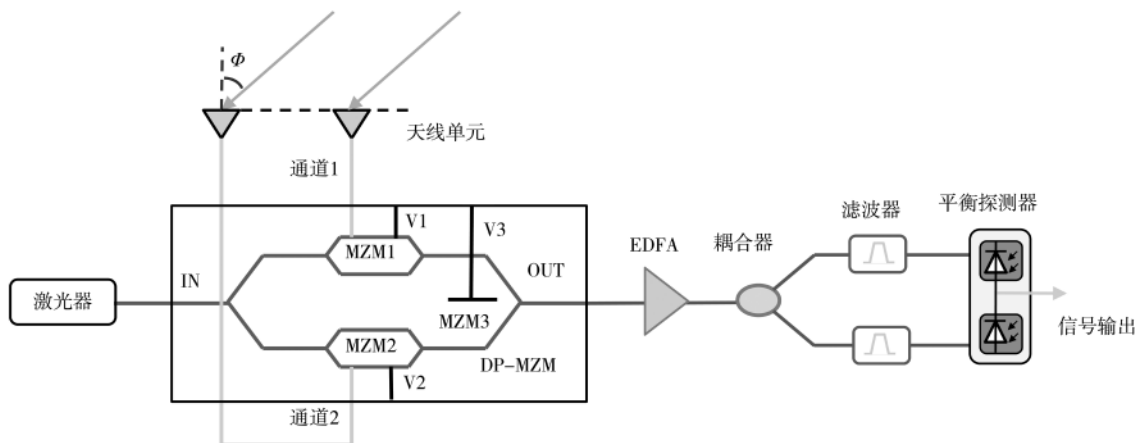 Φ
天线单元
通道1
V1
V3
滤波器
平衡探测器
MZM1
EDFA
耦合器
IN
OUT
激光器
MZM3
信号输出
MZM2
DP-MZM
V2
通道2